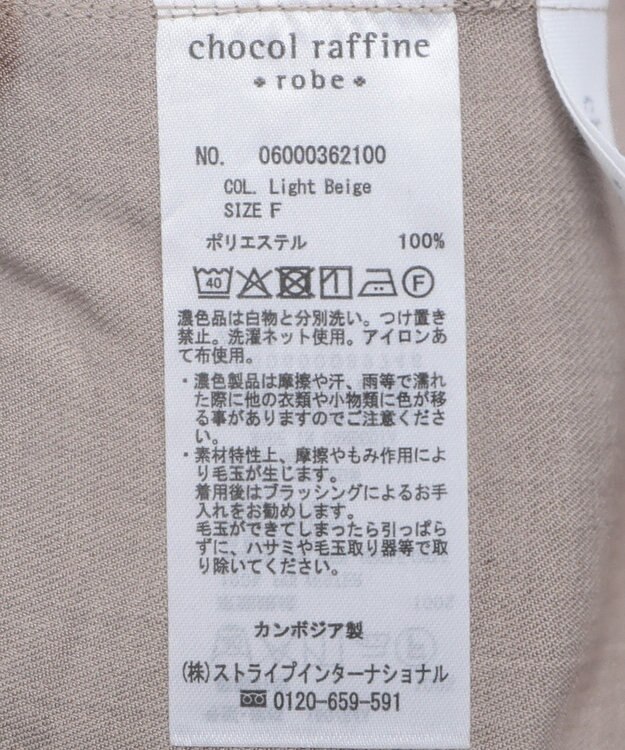 chocol raffine
robe
NO. 06000362100
COL. Light Beige
SIZE F
ポリエステル 100%
40 F
濃色品は白物と分別洗い。つけ置き
禁止。洗濯ネット使用。アイロンあ
て布使用。
・濃色製品は摩擦や汗、雨等で濡れ
た際に他の衣類や小物類に色が移
る事がありますのでご注意くださ
い。
・素材特性上、摩擦やもみ作用によ
り毛玉が生じます。
着用後はブラッシングによるお手
入れをお勧めします。
毛玉ができてしまったら引っぱら
ずに、ハサミや毛玉取り器等で取
り除いてください。
カンボジア製
(株)ストライプインターナショナル
0120-659-591